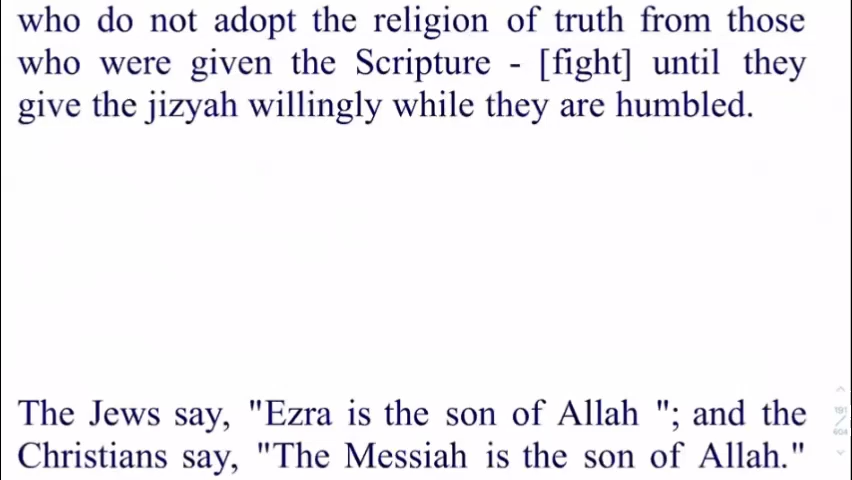 who do not adopt the religion of truth from those
who were given the Scripture - [fight] until they
give the jizyah willingly while they are humbled.
The Jews say, "Ezra is the son of Allah "; and the
Christians say, "The Messiah is the son of Allah."
191
604